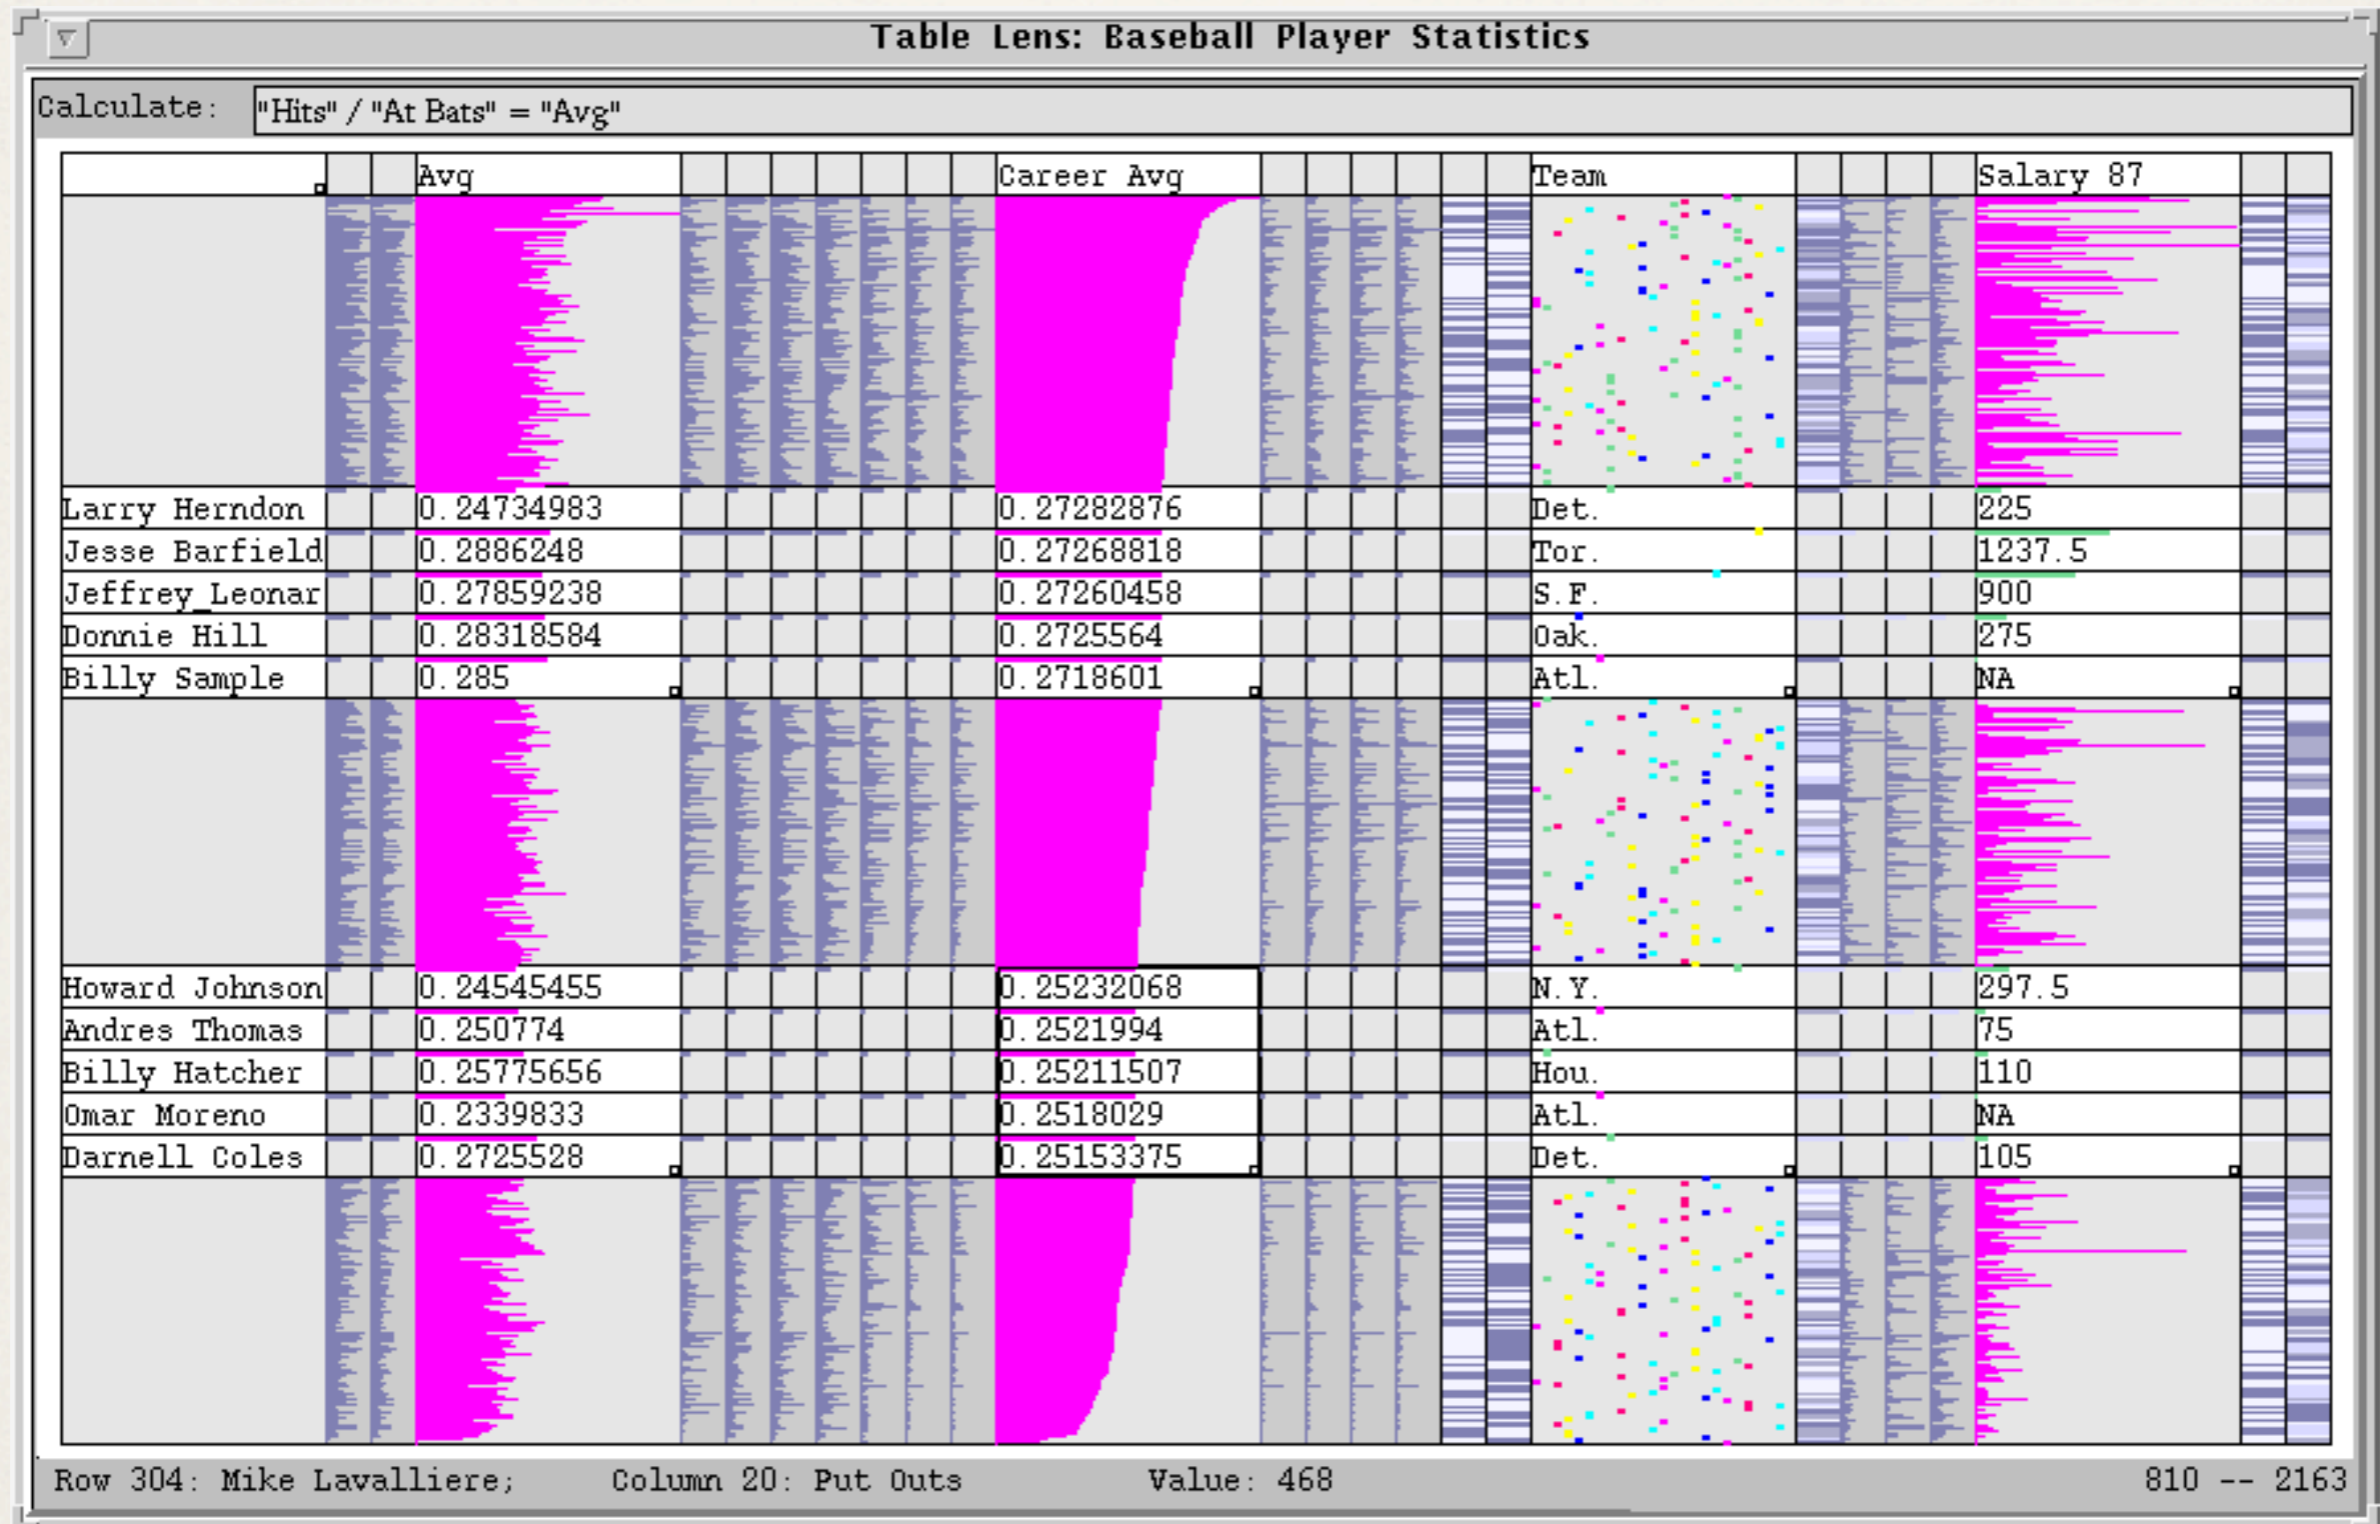 Table Lens: Baseball Player Statistics
Calculate: "Hits" / "At Bats" = "Avg"
Avg Career Avg Team Salary 87
Larry Herndon 0.24734983 0.27282876 Det. 225
Jesse Barfield 0.2886248 0.27268818 Tor. 1237.5
Jeffrey_Leonar 0.27859238 0.27260458 S.F. 900
Donnie Hill 0.28318584 0.2725564 Oak. 275
Billy Sample 0.285 0.2718601 Atl. NA
Howard Johnson 0.24545455 0.25232068 N.Y. 297.5
Andres Thomas 0.250774 0.2521994 Atl. 75
Billy Hatcher 0.25775656 0.25211507 Hou. 110
Omar Moreno 0.2339833 0.2518029 Atl. NA
Darnell Coles 0.2725528 0.25153375 Det. 105
Row 304: Mike Lavalliere; Column 20: Put Outs Value: 468 810 -- 2163